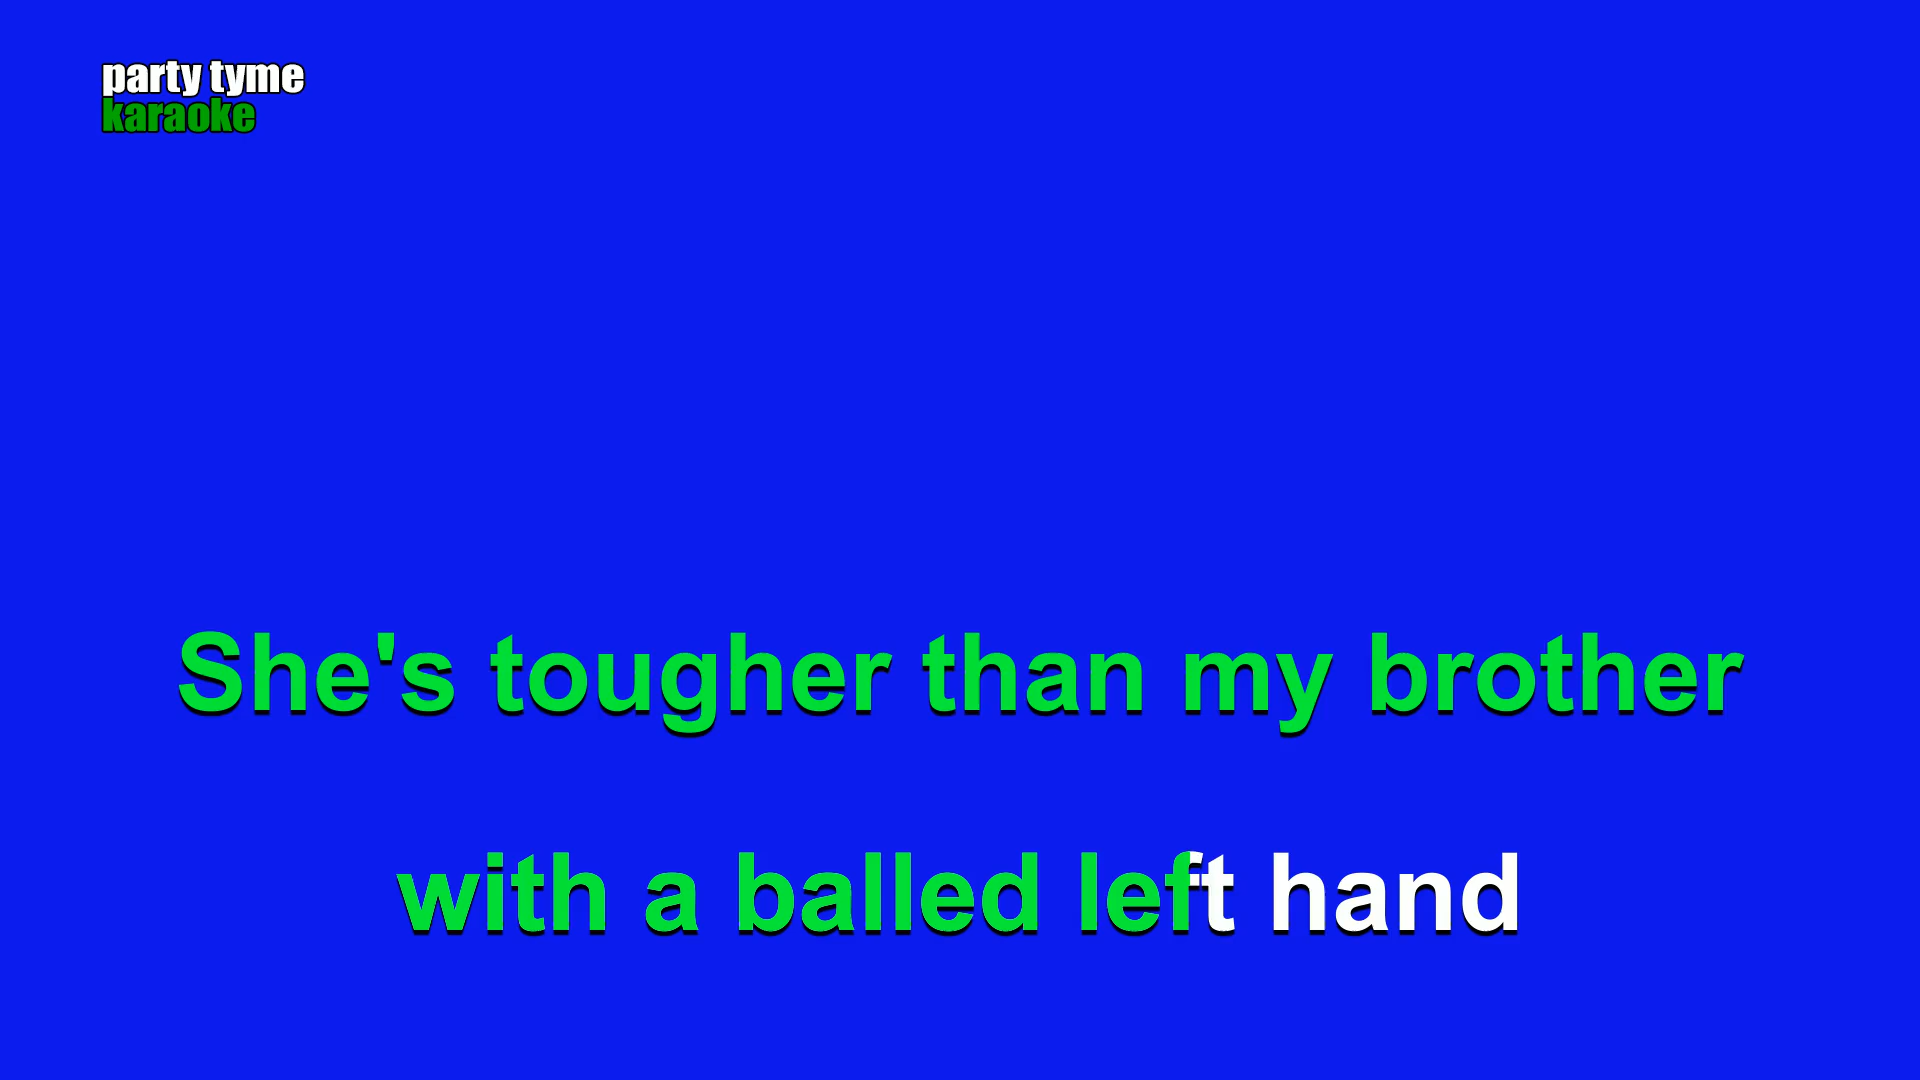 party tyme
karaoke
She's tougher than my brother
with a balled left hand